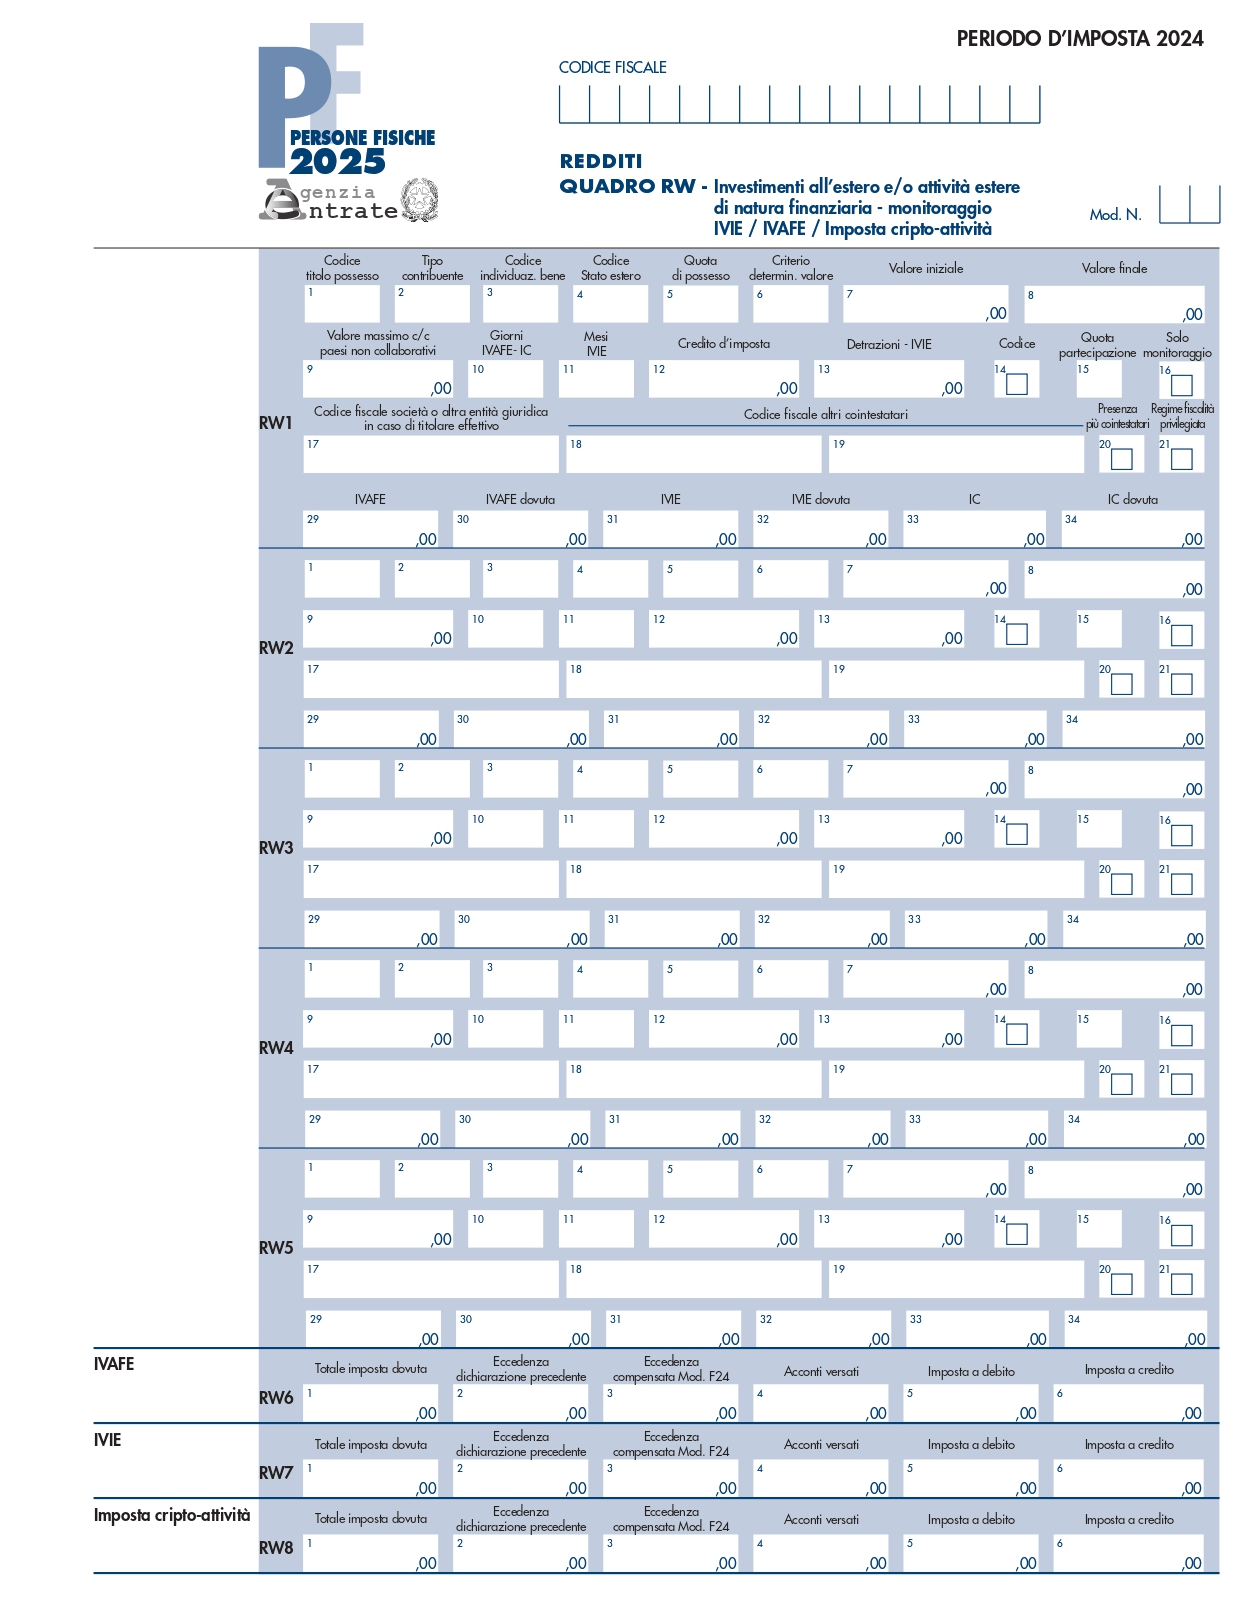 PERIODO D'IMPOSTA 2024
PF
CODICE FISCALE
PERSONE FISICHE
2025
Agenzia
Entrate
REDDITI
QUADRO RW - Investimenti all'estero e/o attività estere
di natura finanziaria - monitoraggio
IVIE / IVAFE / Imposta cripto-attività
Mod. N.
Codice titolo possesso Tipo contribuente Codice individuaz. bene Codice Stato estero Quota di possesso Criterio determin. valore Valore iniziale Valore finale
1 2 3 4 5 6 7 ,00 8 ,00
Valore massimo c/c paesi non collaborativi Giorni IVAFE- IC Mesi IVIE Credito d'imposta Detrazioni - IVIE Codice Quota partecipazione Solo monitoraggio
9 ,00 10 11 12 ,00 13 ,00 14 15 16
RW1
Codice fiscale società o altra entità giuridica in caso di titolare effettivo Codice fiscale altri cointestatari Presenza più cointestatari Regime fiscalità privilegiata
17 18 19 20 21
IVAFE IVAFE dovuta IVIE IVIE dovuta IC IC dovuta
29 ,00 30 ,00 31 ,00 32 ,00 33 ,00 34 ,00
1 2 3 4 5 6 7 ,00 8 ,00
9 ,00 10 11 12 ,00 13 ,00 14 15 16
RW2
17 18 19 20 21
29 ,00 30 ,00 31 ,00 32 ,00 33 ,00 34 ,00
1 2 3 4 5 6 7 ,00 8 ,00
9 ,00 10 11 12 ,00 13 ,00 14 15 16
RW3
17 18 19 20 21
29 ,00 30 ,00 31 ,00 32 ,00 33 ,00 34 ,00
1 2 3 4 5 6 7 ,00 8 ,00
9 ,00 10 11 12 ,00 13 ,00 14 15 16
RW4
17 18 19 20 21
29 ,00 30 ,00 31 ,00 32 ,00 33 ,00 34 ,00
1 2 3 4 5 6 7 ,00 8 ,00
9 ,00 10 11 12 ,00 13 ,00 14 15 16
RW5
17 18 19 20 21
29 ,00 30 ,00 31 ,00 32 ,00 33 ,00 34 ,00
IVAFE
Totale imposta dovuta Eccedenza dichiarazione precedente Eccedenza compensata Mod. F24 Acconti versati Imposta a debito Imposta a credito
RW6 1 ,00 2 ,00 3 ,00 4 ,00 5 ,00 6 ,00
IVIE
Totale imposta dovuta Eccedenza dichiarazione precedente Eccedenza compensata Mod. F24 Acconti versati Imposta a debito Imposta a credito
RW7 1 ,00 2 ,00 3 ,00 4 ,00 5 ,00 6 ,00
Imposta cripto-attività
Totale imposta dovuta Eccedenza dichiarazione precedente Eccedenza compensata Mod. F24 Acconti versati Imposta a debito Imposta a credito
RW8 1 ,00 2 ,00 3 ,00 4 ,00 5 ,00 6 ,00